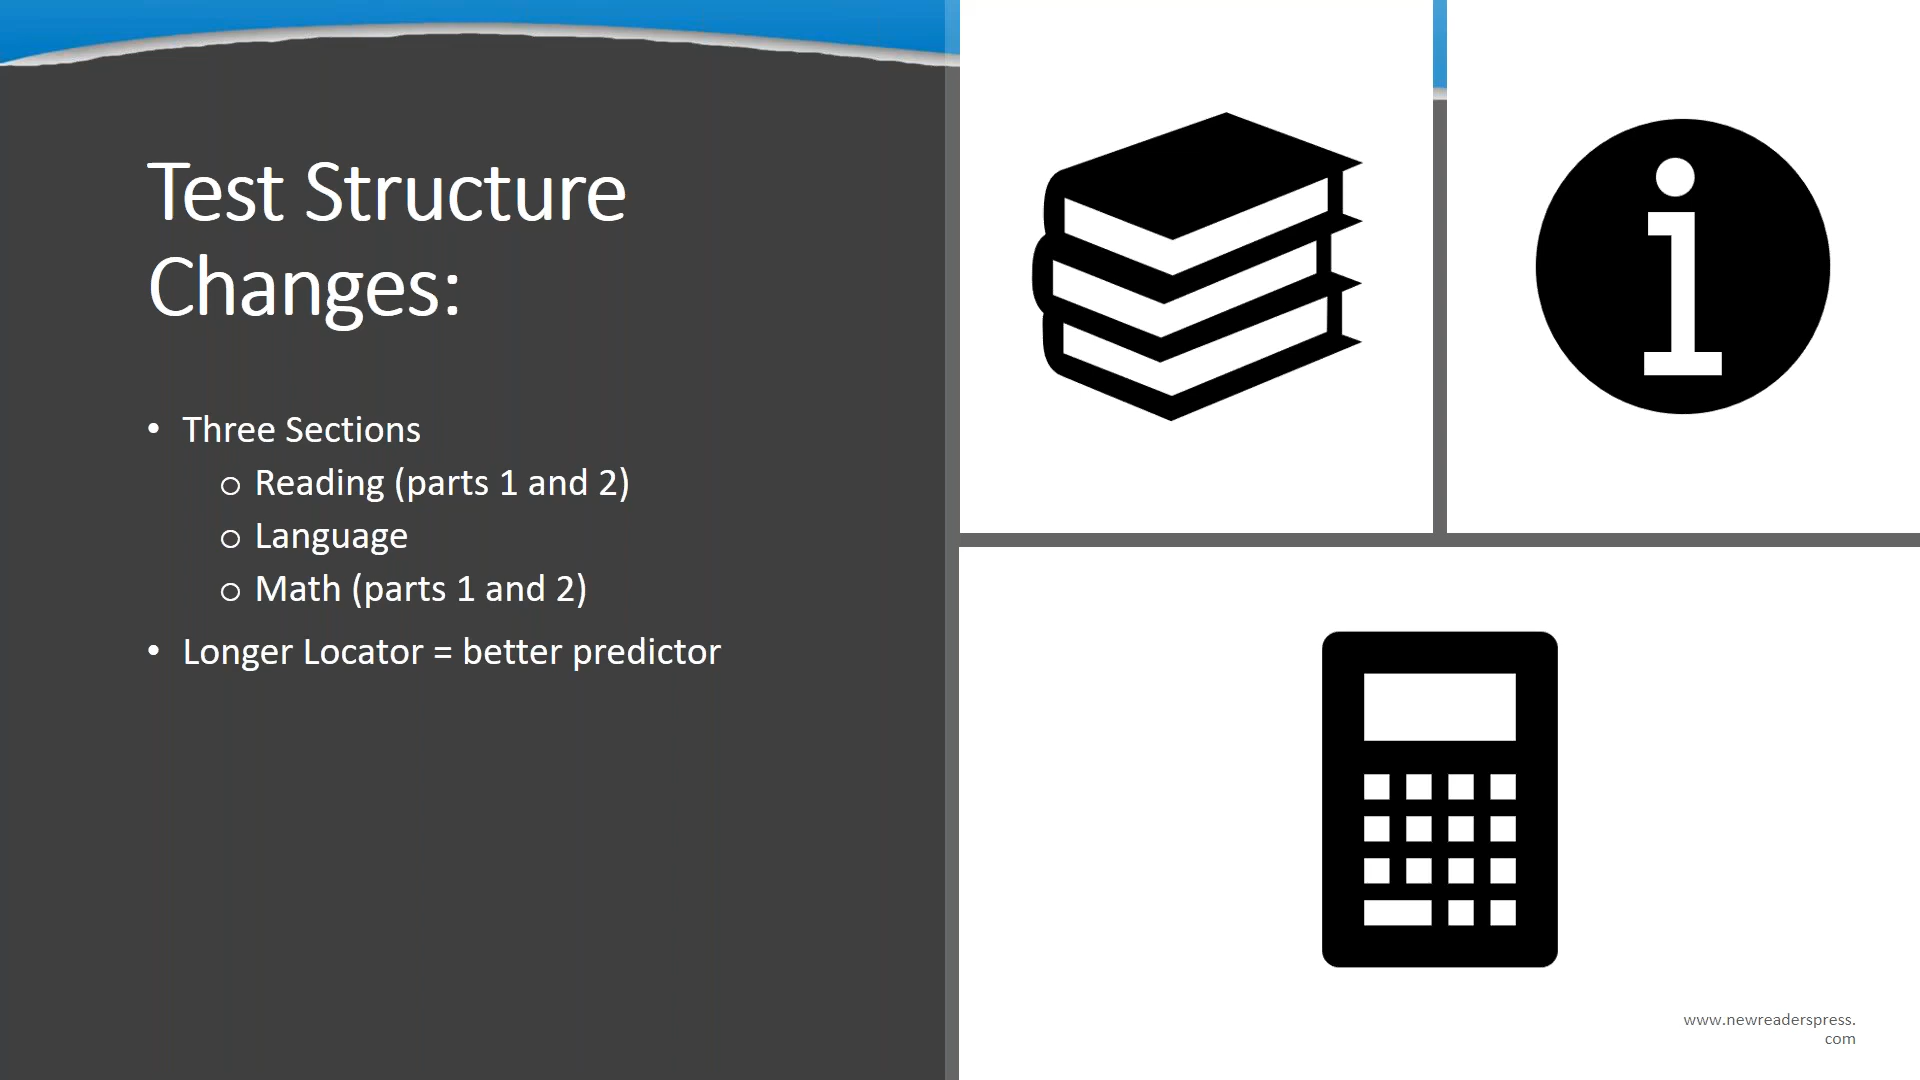 Test Structure
Changes:
• Three Sections
o Reading (parts 1 and 2)
o Language
o Math (parts 1 and 2)
• Longer Locator = better predictor
i
www.newreaderspress.
com